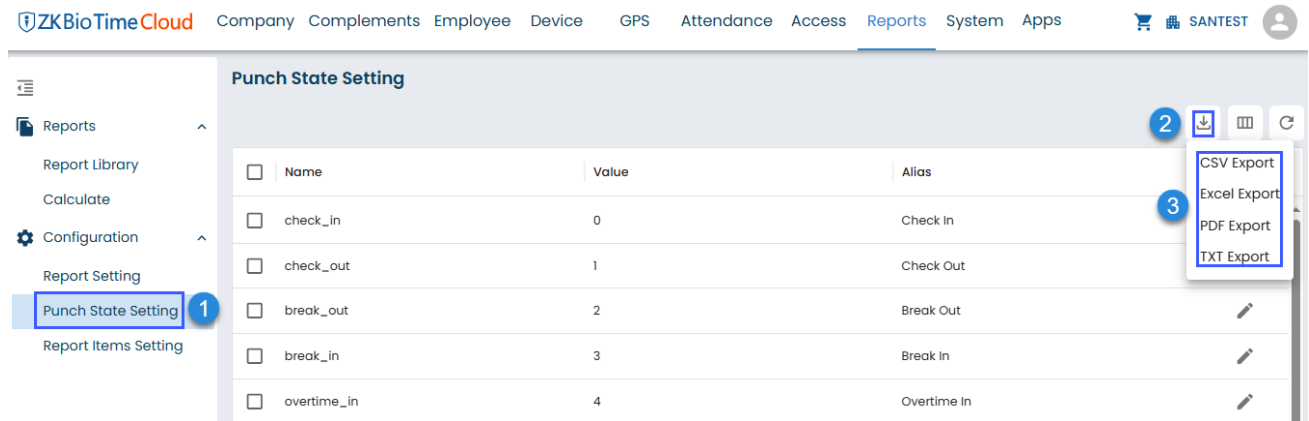 ZKBioTime Cloud Company Complements Employee Device GPS Attendance Access Reports System Apps SANTEST
Punch State Setting
Reports
Report Library
Calculate
Configuration
Report Setting
Punch State Setting 1
Report Items Setting
2
CSV Export
Excel Export
3
PDF Export
TXT Export
Name Value Alias
check_in 0 Check In
check_out 1 Check Out
break_out 2 Break Out
break_in 3 Break In
overtime_in 4 Overtime In